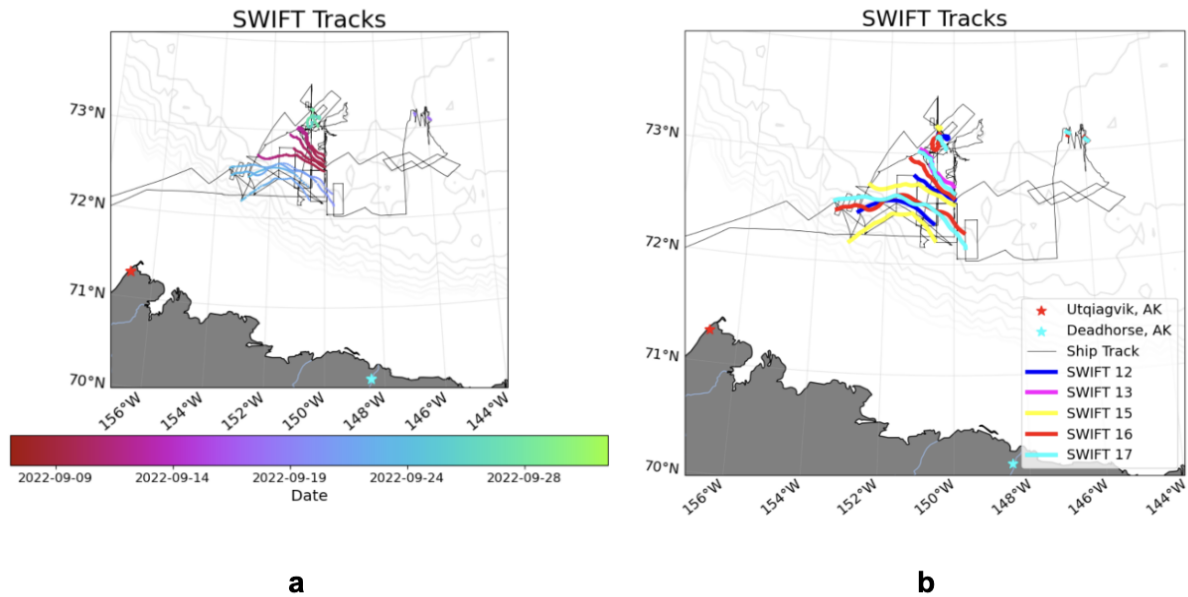 SWIFT Tracks
73°N
72°N
71°N
70°N
156°W
154°W
152°W
150°W
148°W
146°W
144°W
2022-09-09
2022-09-14
2022-09-19
2022-09-24
2022-09-28
Date
a
SWIFT Tracks
73°N
72°N
71°N
70°N
Utqiagvik, AK
Deadhorse, AK
Ship Track
SWIFT 12
SWIFT 13
SWIFT 15
SWIFT 16
SWIFT 17
156°W
154°W
152°W
150°W
148°W
146°W
144°W
b